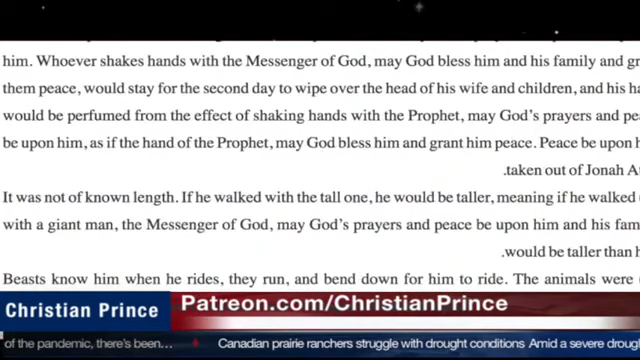 him. Whoever shakes hands with the Messenger of God, may God bless him and his family and gr
them peace, would stay for the second day to wipe over the head of his wife and children, and his ha
would be perfumed from the effect of shaking hands with the Prophet, may God's prayers and pea
be upon him, as if the hand of the Prophet, may God bless him and grant him peace. Peace be upon h
.taken out of Jonah At
It was not of known length. If he walked with the tall one, he would be taller, meaning if he walked
with a giant man, the Messenger of God, may God's prayers and peace be upon him and his fam
.would be taller than h
Beasts know him when he rides, they run, and bend down for him to ride. The animals were
Christian Prince
Patreon.com/ChristianPrince
of the pandemic, there's been... Canadian prairie ranchers struggle with drought conditions Amid a severe droug